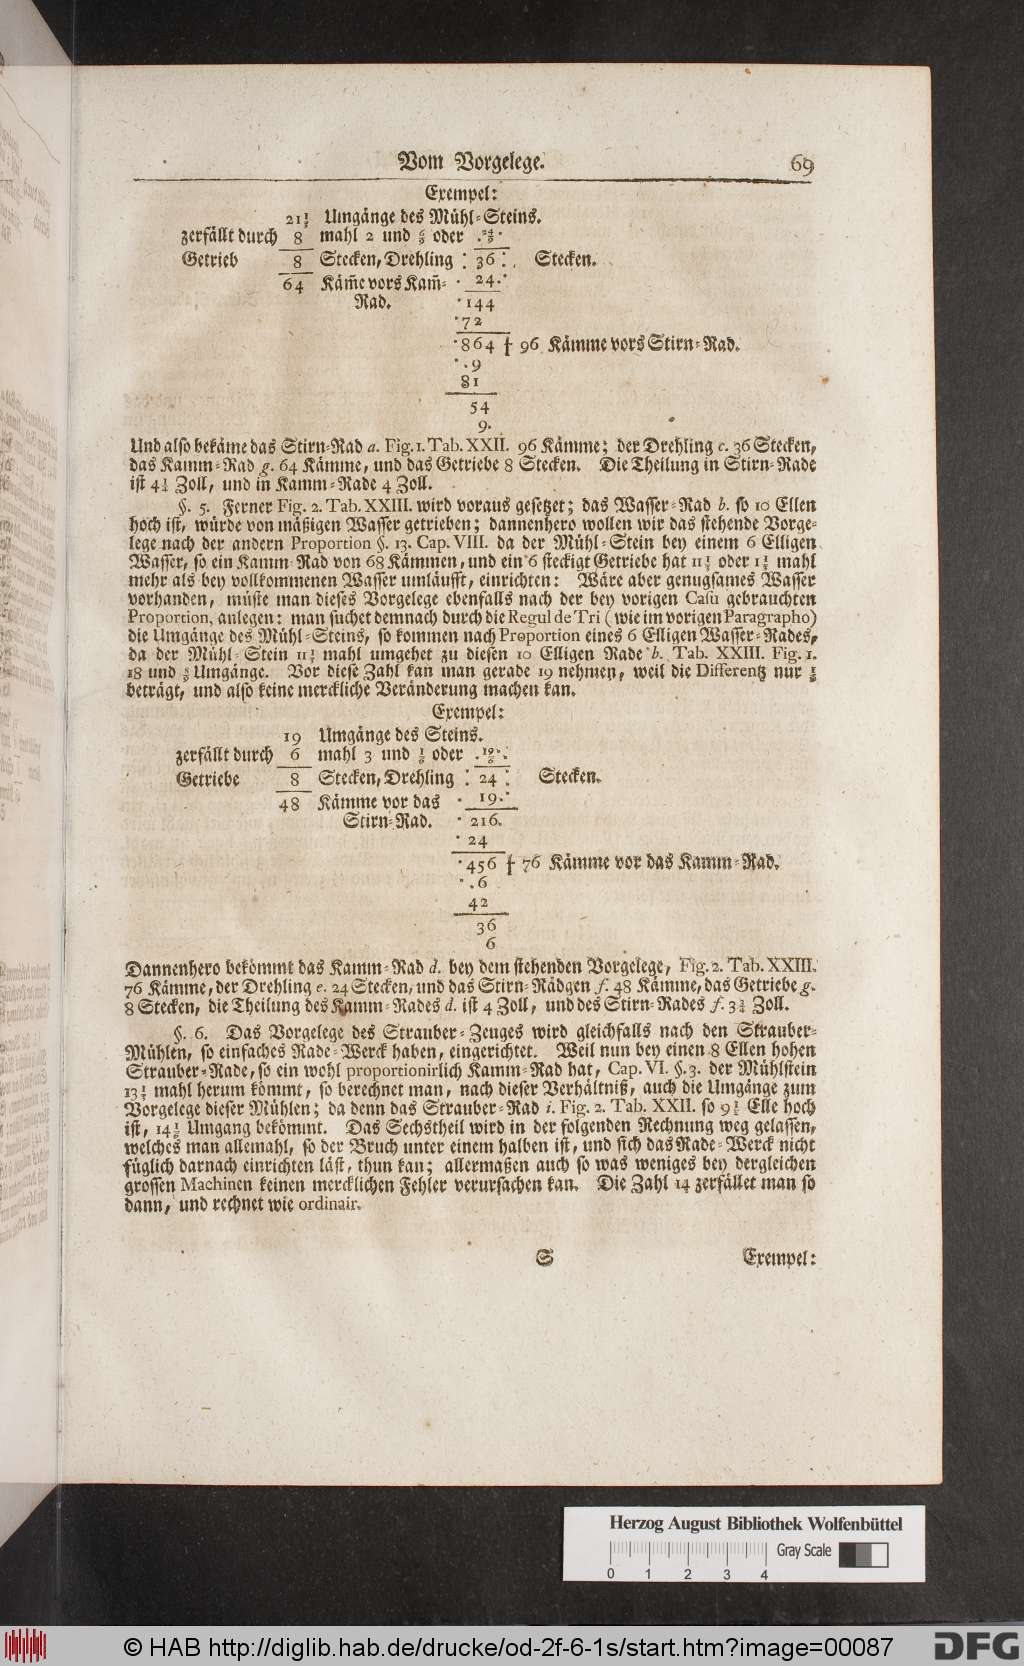 Vom Vorgelege. 69
Exempel:
21⅓ Umgänge des Mühl-Steins.
zerfällt durch 8 mahl 2 und 6/9 oder 24/9
Getrieb 8 Stecken, Drehling 36 Stecken.
64 Käm̃e vors Kam̃- 24.
Rad. 144
72
864 † 96 Kämme vors Stirn-Rad.
9
81
54
9.
Und also bekäme das Stirn-Rad a. Fig. 1. Tab. XXII. 96 Kämme; der Drehling c. 36 Stecken,
das Kamm-Rad g. 64 Kämme, und das Getriebe 8 Stecken. Die Theilung in Stirn-Rade
ist 4¼ Zoll, und in Kamm-Rade 4 Zoll.
§. 5. Ferner Fig. 2. Tab. XXIII. wird voraus gesetzet; das Wasser-Rad b. so 10 Ellen
hoch ist, würde von mäßigen Wasser getrieben; dannenhero wollen wir das stehende Vorge-
lege nach der andern Proportion §. 13. Cap. VIII. da der Mühl-Stein bey einem 6 Elligen
Wasser, so ein Kamm-Rad von 68 Kämmen, und ein 6 steckigt Getriebe hat 11⅓ oder 1⅓ mahl
mehr als bey vollkommenen Wasser umläufft, einrichten: Wäre aber genugsames Wasser
vorhanden, müste man dieses Vorgelege ebenfalls nach der bey vorigen Casu gebrauchten
Proportion, anlegen: man suchet demnach durch die Regul de Tri (wie im vorigen Paragrapho)
die Umgänge des Mühl-Steins, so kommen nach Proportion eines 6 Elligen Wasser-Rades,
da der Mühl-Stein 11⅓ mahl umgehet zu diesen 10 Elligen Rade b. Tab. XXIII. Fig. 1.
18 und 8/9 Umgänge. Vor diese Zahl kan man gerade 19 nehmen, weil die Differentz nur 1/9
beträgt, und also keine merckliche Veränderung machen kan.
Exempel:
19 Umgänge des Steins.
zerfällt durch 6 mahl 3 und 1/6 oder 19/6
Getriebe 8 Stecken, Drehling 24 Stecken.
48 Kämme vor das 19.
Stirn-Rad. 216.
24
456 † 76 Kämme vor das Kamm-Rad.
6
42
36
6
Dannenhero bekömmt das Kamm-Rad d. bey dem stehenden Vorgelege, Fig. 2. Tab. XXIII.
76 Kämme, der Drehling e. 24 Stecken, und das Stirn-Rädgen f. 48 Kämme, das Getriebe g.
8 Stecken, die Theilung des Kamm-Rades d. ist 4 Zoll, und des Stirn-Rades f. 3¾ Zoll.
§. 6. Das Vorgelege des Strauber-Zeuges wird gleichfalls nach den Strauber-
Mühlen, so einfaches Rade-Werck haben, eingerichtet. Weil nun bey einen 8 Ellen hohen
Strauber-Rade, so ein wohl proportionirlich Kamm-Rad hat, Cap. VI. §. 3. der Mühlstein
13½ mahl herum kömmt, so berechnet man, nach dieser Verhältniß, auch die Umgänge zum
Vorgelege dieser Mühlen; da denn das Strauber-Rad i. Fig. 2. Tab. XXII. so 9½ Elle hoch
ist, 14 1/6 Umgang bekömmt. Das Sechstheil wird in der folgenden Rechnung weg gelassen,
welches man allemahl, so der Bruch unter einem halben ist, und sich das Rade-Werck nicht
füglich darnach einrichten läst, thun kan; allermaßen auch so was weniges bey dergleichen
grossen Machinen keinen mercklichen Fehler verursachen kan. Die Zahl 14 zerfället man so
dann, und rechnet wie ordinair.
S Exempel:
Herzog August Bibliothek Wolfenbüttel
Gray Scale
0 1 2 3 4
© HAB http://diglib.hab.de/drucke/od-2f-6-1s/start.htm?image=00087
DFG